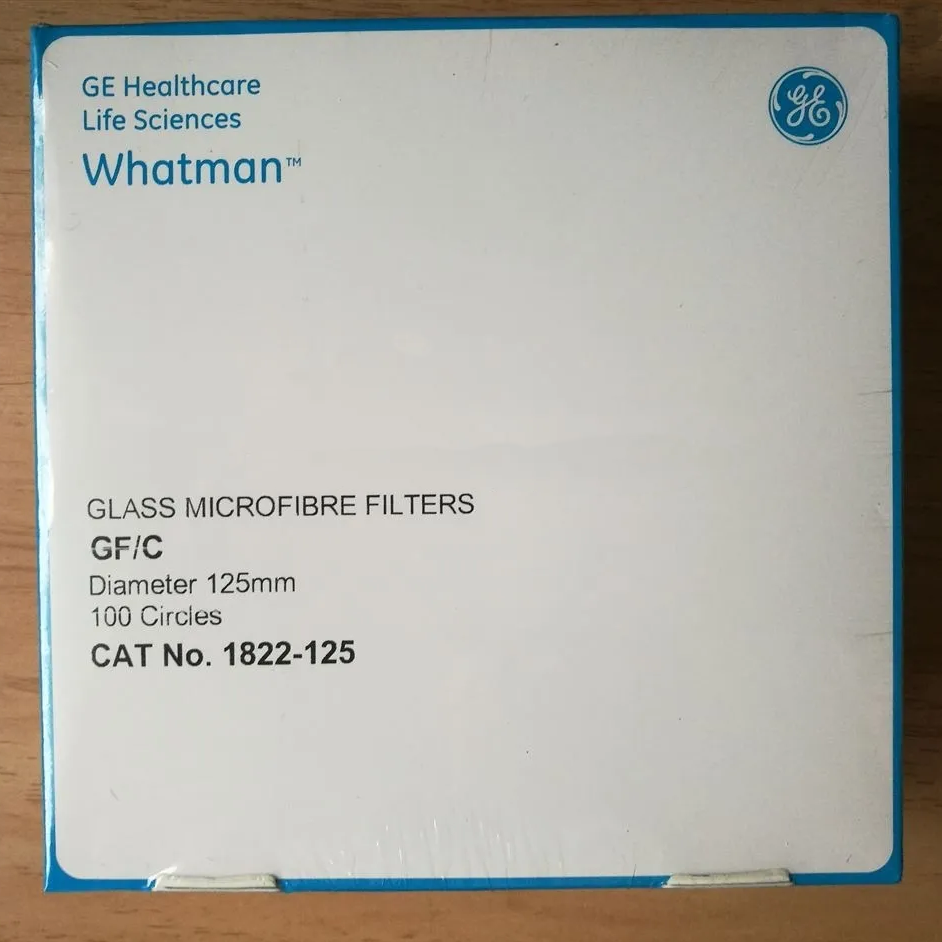 GE Healthcare
Life Sciences
Whatman™
GE
GLASS MICROFIBRE FILTERS
GF/C
Diameter 125mm
100 Circles
CAT No. 1822-125